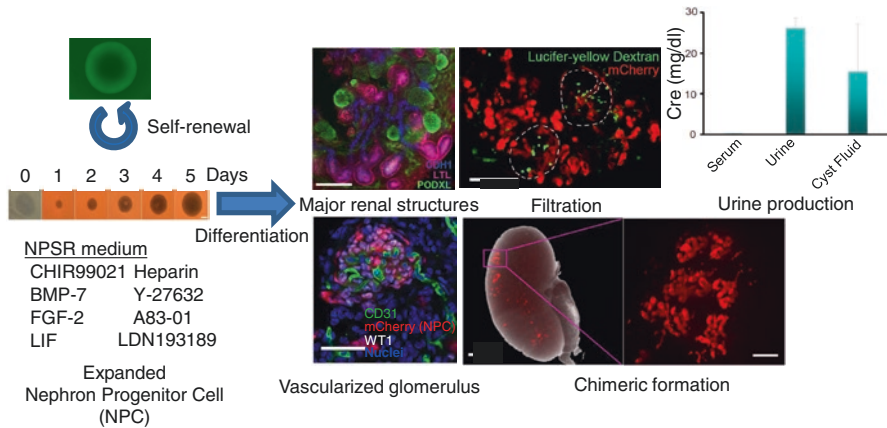 Self-renewal
0 1 2 3 4 5 Days
Differentiation
NPSR medium
CHIR99021 Heparin
BMP-7 Y-27632
FGF-2 A83-01
LIF LDN193189
Expanded
Nephron Progenitor Cell
(NPC)
CDH1
LTL
PODXL
Major renal structures
Lucifer-yellow Dextran
mCherry
Filtration
Cre (mg/dl)
30
20
10
0
Serum
Urine
Cyst Fluid
Urine production
CD31
mCherry (NPC)
WT1
Nuclei
Vascularized glomerulus
Chimeric formation